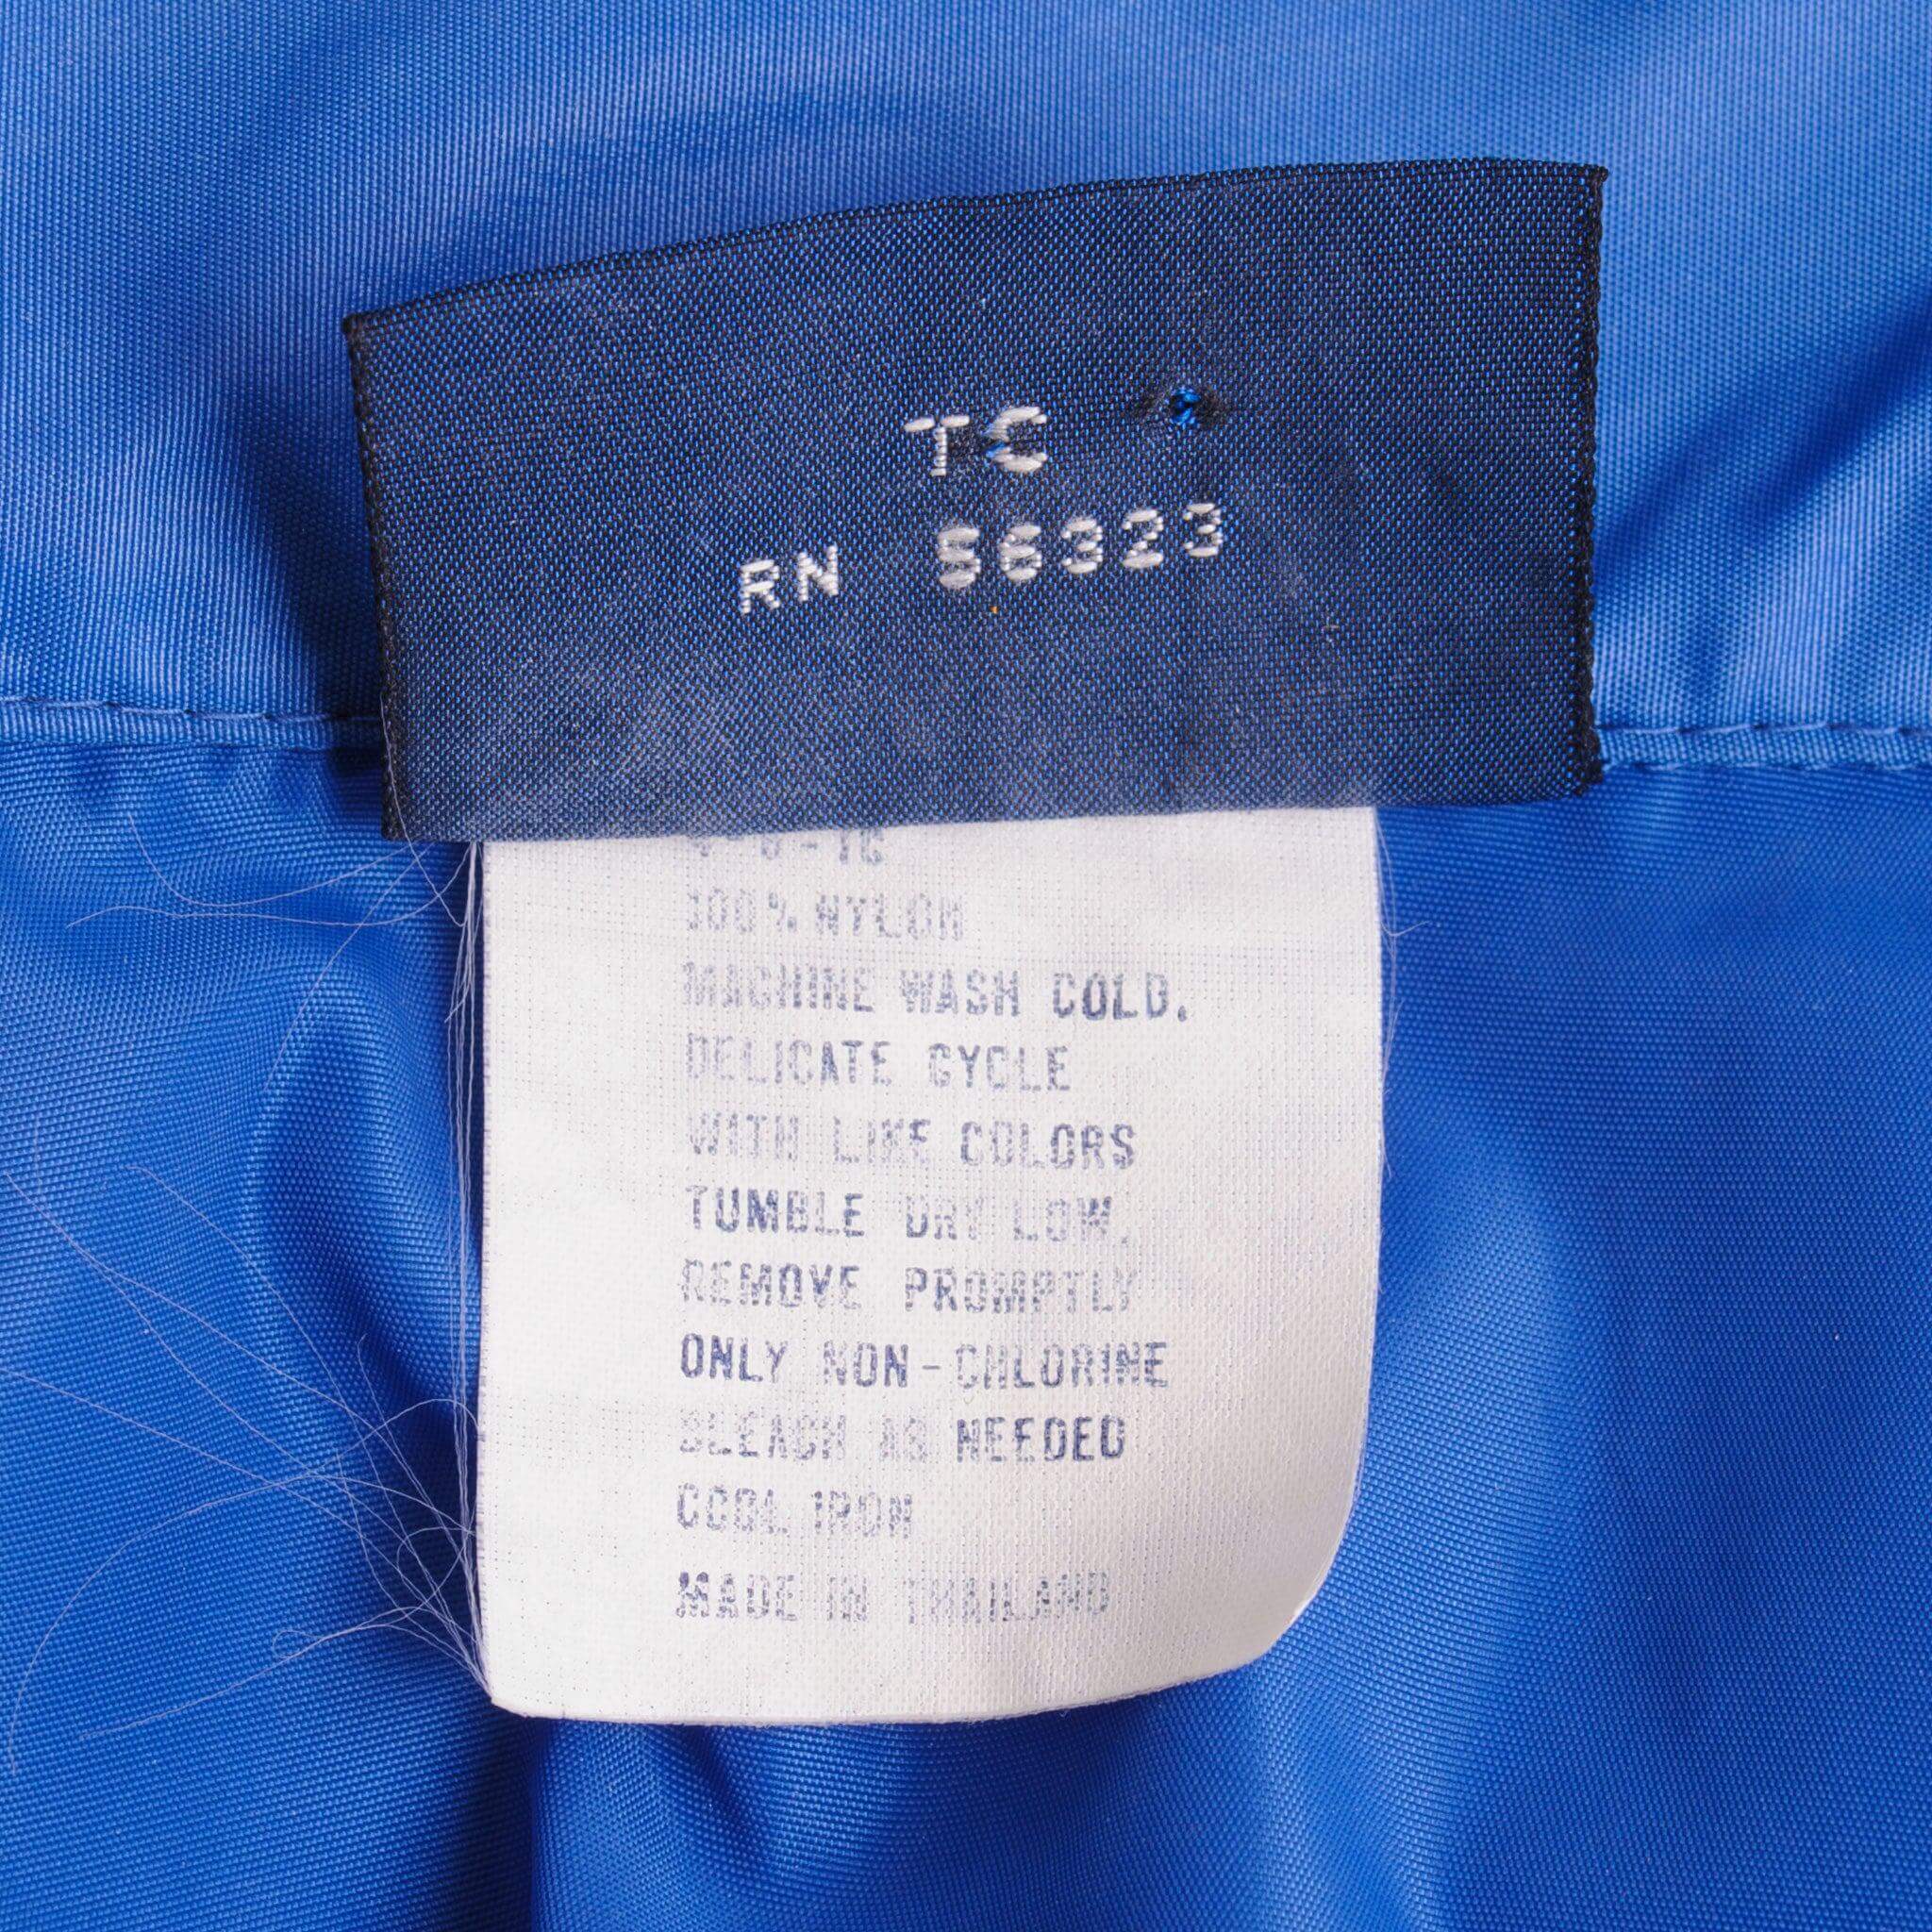 TC
RN 56323
100% NYLON
MACHINE WASH COLD.
DELICATE CYCLE
WITH LIKE COLORS
TUMBLE DRY LOW.
REMOVE PROMPTLY
ONLY NON-CHLORINE
BLEACH AS NEEDED
COOL IRON
MADE IN THAILAND